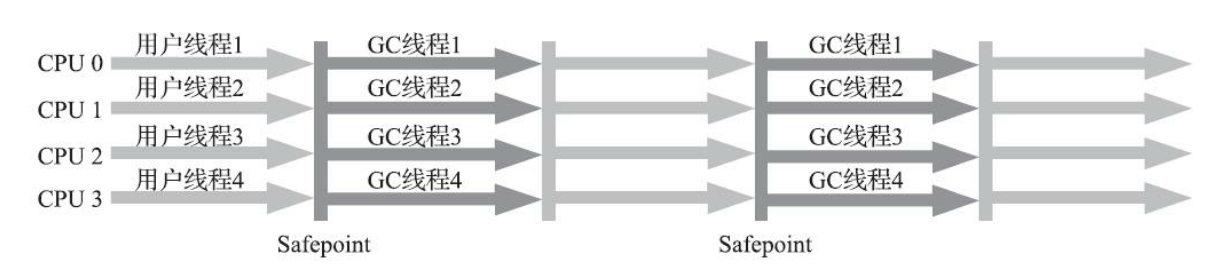 用户线程1 GC线程1 GC线程1
CPU 0
用户线程2 GC线程2 GC线程2
CPU 1
用户线程3 GC线程3 GC线程3
CPU 2
用户线程4 GC线程4 GC线程4
CPU 3
Safepoint Safepoint